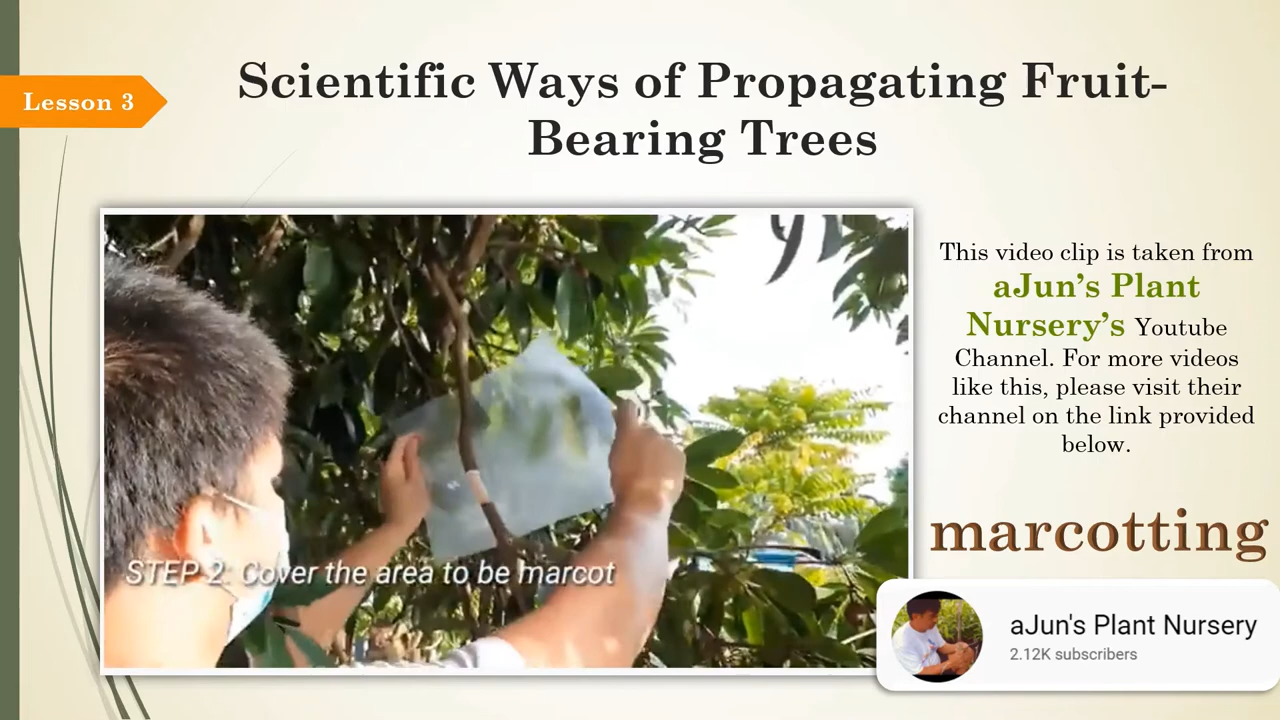 Lesson 3
Scientific Ways of Propagating Fruit-
Bearing Trees
This video clip is taken from
aJun’s Plant
Nursery’s Youtube
Channel. For more videos
like this, please visit their
channel on the link provided
below.
STEP 2: Cover the area to be marcot
marcotting
aJun's Plant Nursery
2.12K subscribers